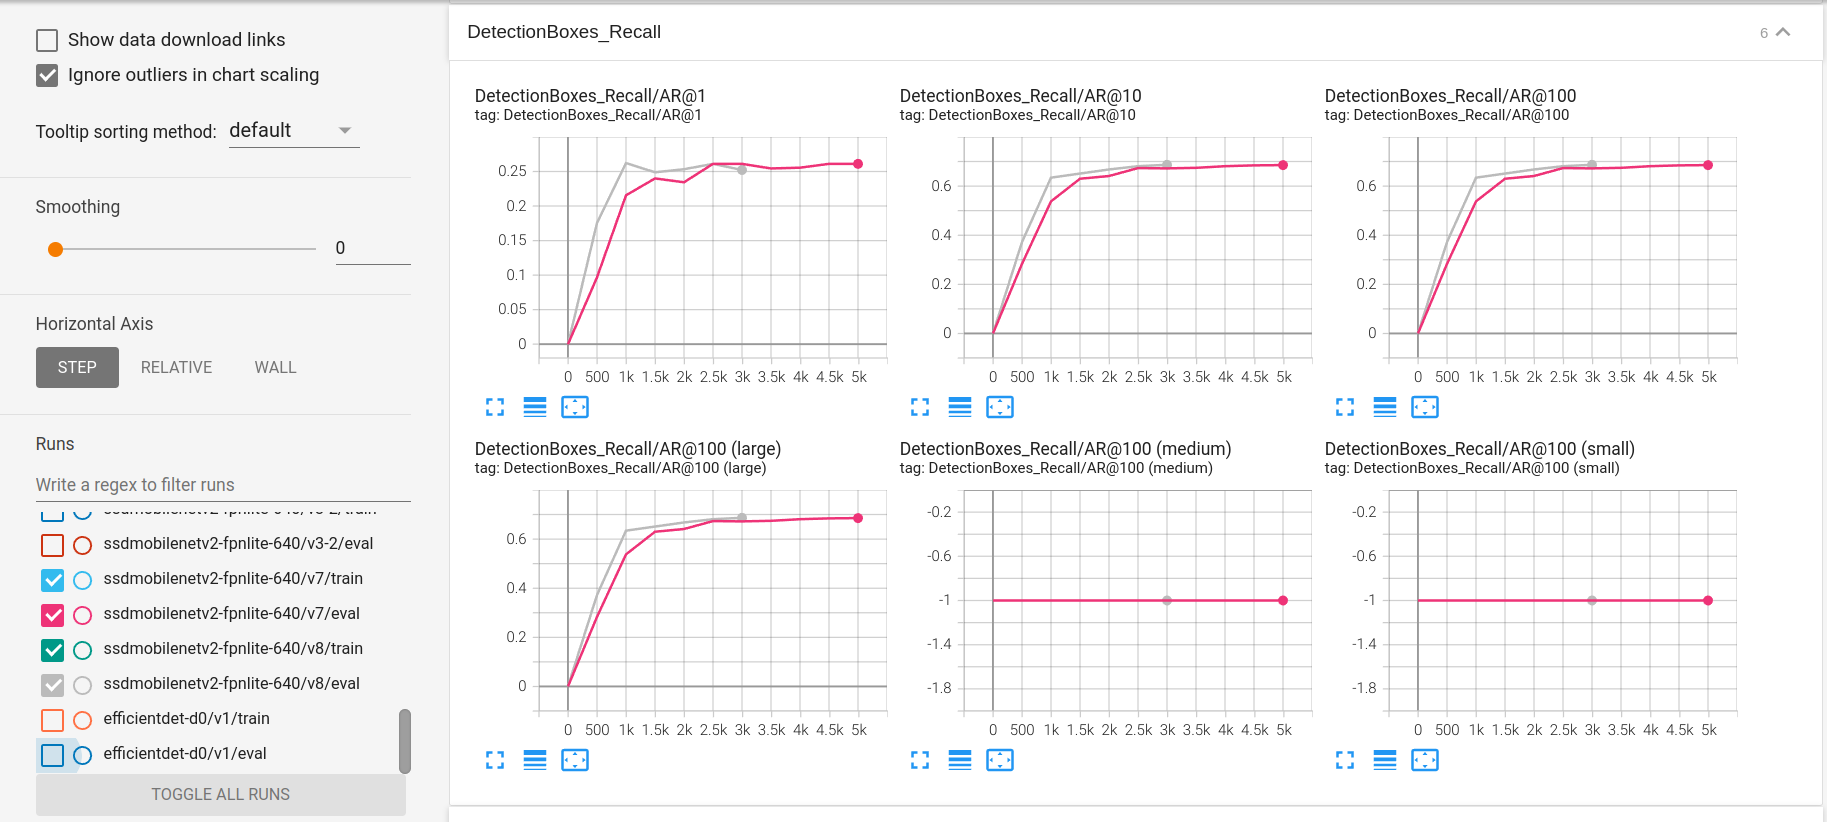 Show data download links
Ignore outliers in chart scaling
Tooltip sorting method: default
Smoothing
0
Horizontal Axis
STEP RELATIVE WALL
Runs
Write a regex to filter runs
ssdmobilenetv2-fpnlite-640/v3-2/train
ssdmobilenetv2-fpnlite-640/v3-2/eval
ssdmobilenetv2-fpnlite-640/v7/train
ssdmobilenetv2-fpnlite-640/v7/eval
ssdmobilenetv2-fpnlite-640/v8/train
ssdmobilenetv2-fpnlite-640/v8/eval
efficientdet-d0/v1/train
efficientdet-d0/v1/eval
TOGGLE ALL RUNS
DetectionBoxes_Recall
6
DetectionBoxes_Recall/AR@1
tag: DetectionBoxes_Recall/AR@1
0.25
0.2
0.15
0.1
0.05
0
0 500 1k 1.5k 2k 2.5k 3k 3.5k 4k 4.5k 5k
DetectionBoxes_Recall/AR@10
tag: DetectionBoxes_Recall/AR@10
0.6
0.4
0.2
0
0 500 1k 1.5k 2k 2.5k 3k 3.5k 4k 4.5k 5k
DetectionBoxes_Recall/AR@100
tag: DetectionBoxes_Recall/AR@100
0.6
0.4
0.2
0
0 500 1k 1.5k 2k 2.5k 3k 3.5k 4k 4.5k 5k
DetectionBoxes_Recall/AR@100 (large)
tag: DetectionBoxes_Recall/AR@100 (large)
0.6
0.4
0.2
0
0 500 1k 1.5k 2k 2.5k 3k 3.5k 4k 4.5k 5k
DetectionBoxes_Recall/AR@100 (medium)
tag: DetectionBoxes_Recall/AR@100 (medium)
-0.2
-0.6
-1
-1.4
-1.8
0 500 1k 1.5k 2k 2.5k 3k 3.5k 4k 4.5k 5k
DetectionBoxes_Recall/AR@100 (small)
tag: DetectionBoxes_Recall/AR@100 (small)
-0.2
-0.6
-1
-1.4
-1.8
0 500 1k 1.5k 2k 2.5k 3k 3.5k 4k 4.5k 5k